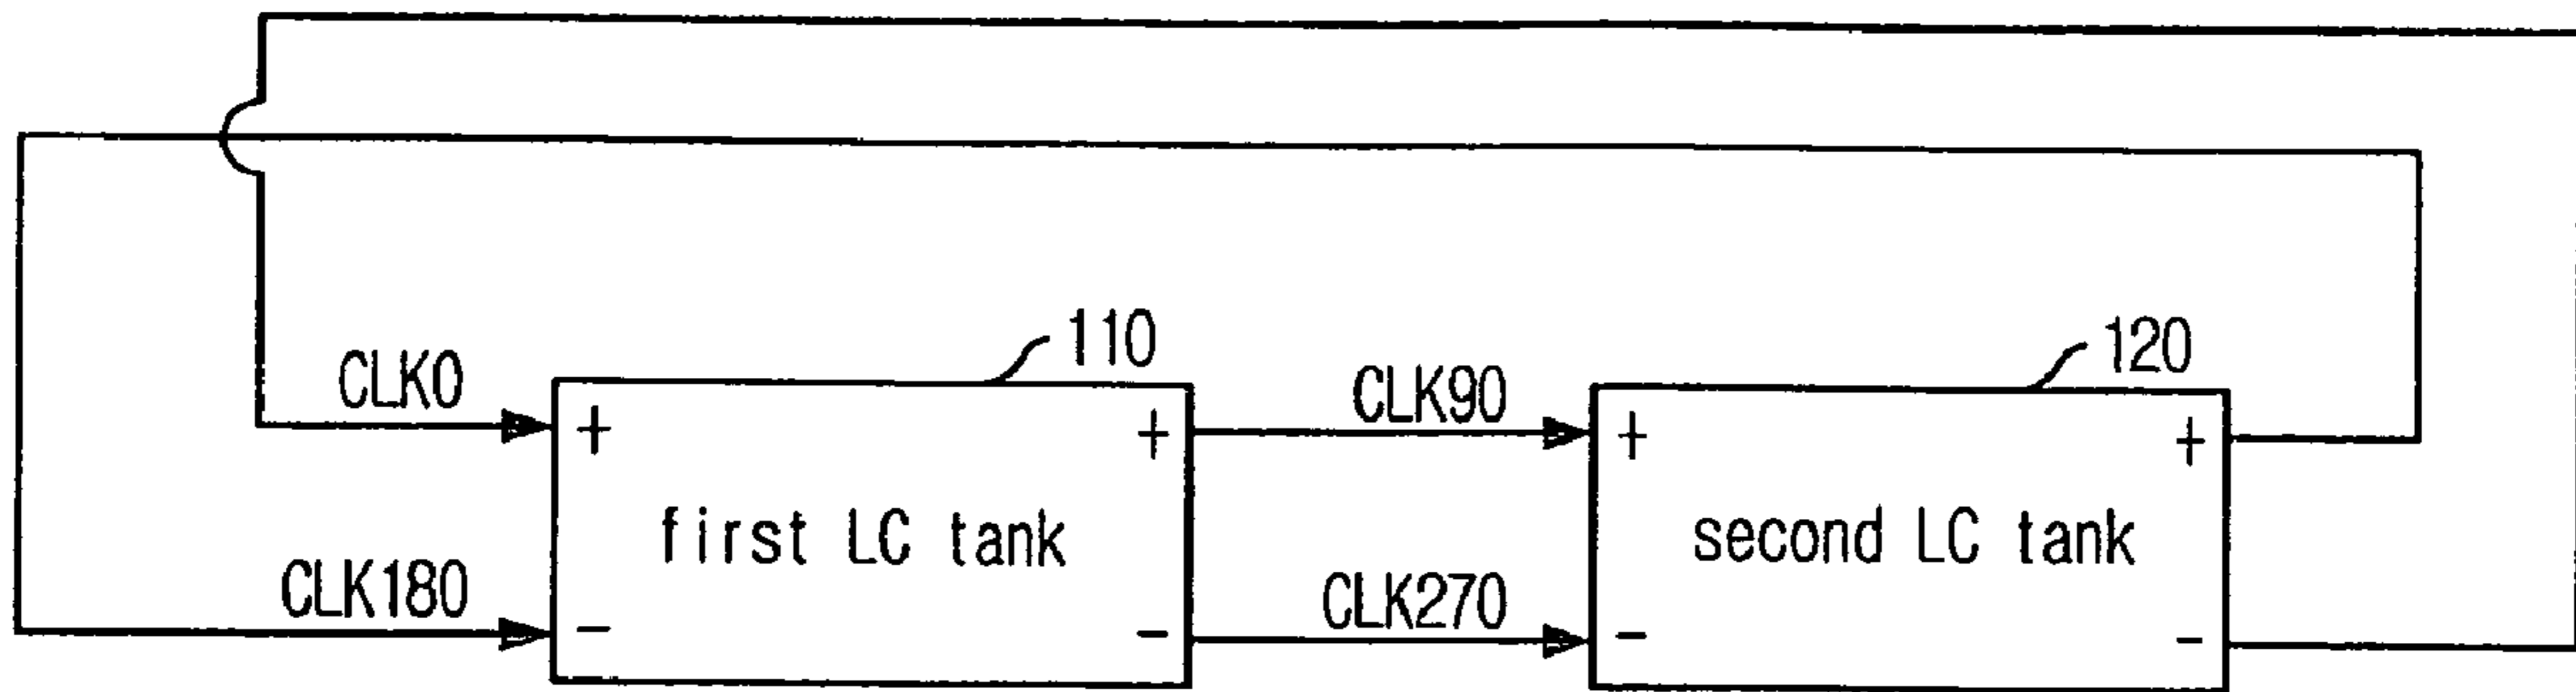 110
120
CLK0
CLK90
+
+
+
+
first LC tank
second LC tank
CLK180
CLK270
-
-
-
-